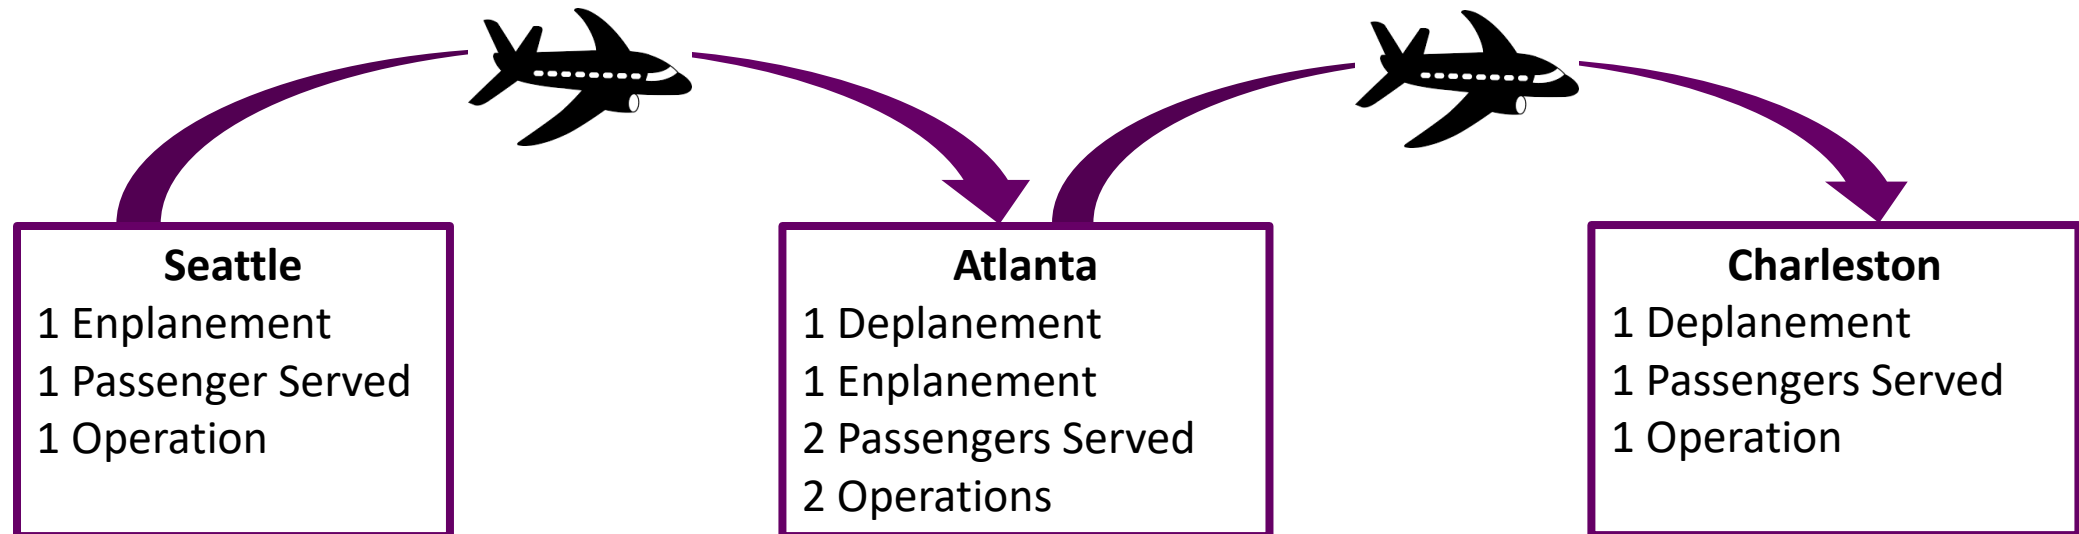 Seattle
1 Enplanement
1 Passenger Served
1 Operation
Atlanta
1 Deplanement
1 Enplanement
2 Passengers Served
2 Operations
Charleston
1 Deplanement
1 Passengers Served
1 Operation